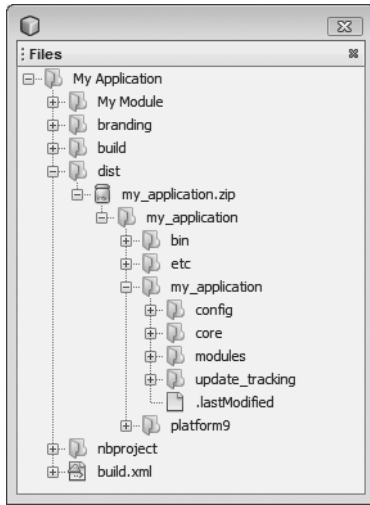 Files
My Application
My Module
branding
build
dist
my_application.zip
my_application
bin
etc
my_application
config
core
modules
update_tracking
.lastModified
platform9
nbproject
build.xml